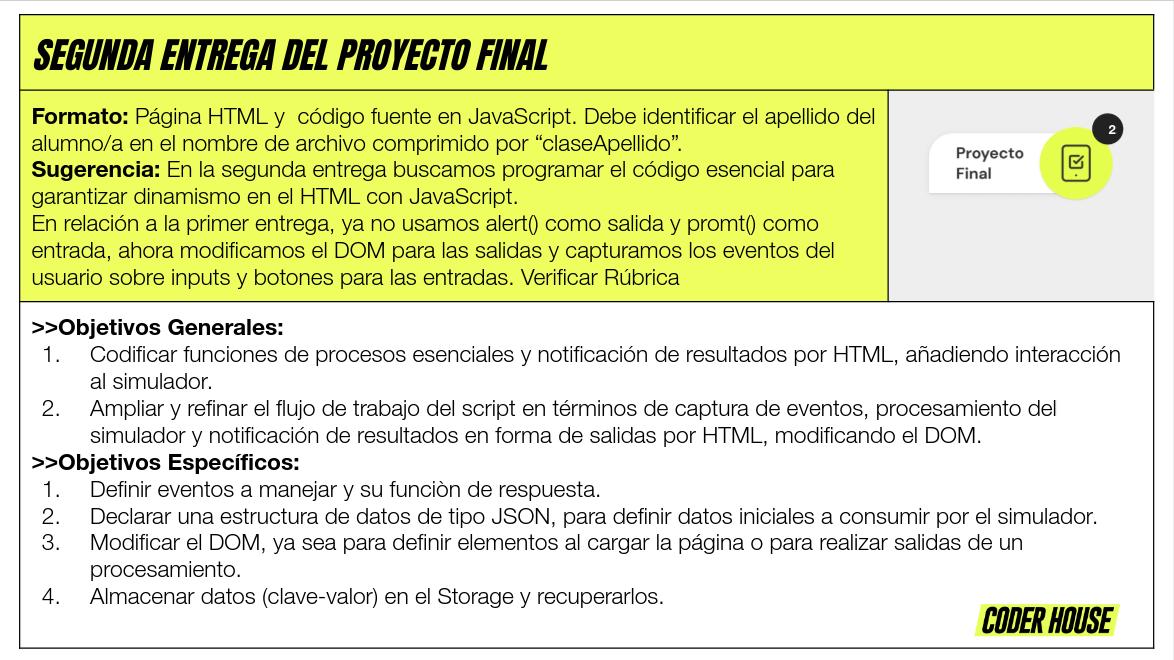 SEGUNDA ENTREGA DEL PROYECTO FINAL
Formato: Página HTML y  código fuente en JavaScript. Debe identificar el apellido del
alumno/a en el nombre de archivo comprimido por “claseApellido”.
Sugerencia: En la segunda entrega buscamos programar el código esencial para
garantizar dinamismo en el HTML con JavaScript.
En relación a la primer entrega, ya no usamos alert() como salida y promt() como
entrada, ahora modificamos el DOM para las salidas y capturamos los eventos del
usuario sobre inputs y botones para las entradas. Verificar Rúbrica
2
Proyecto
Final
>>Objetivos Generales:
1. Codificar funciones de procesos esenciales y notificación de resultados por HTML, añadiendo interacción
al simulador.
2. Ampliar y refinar el flujo de trabajo del script en términos de captura de eventos, procesamiento del
simulador y notificación de resultados en forma de salidas por HTML, modificando el DOM.
>>Objetivos Específicos:
1. Definir eventos a manejar y su funciòn de respuesta.
2. Declarar una estructura de datos de tipo JSON, para definir datos iniciales a consumir por el simulador.
3. Modificar el DOM, ya sea para definir elementos al cargar la página o para realizar salidas de un
procesamiento.
4. Almacenar datos (clave-valor) en el Storage y recuperarlos.
CODER HOUSE